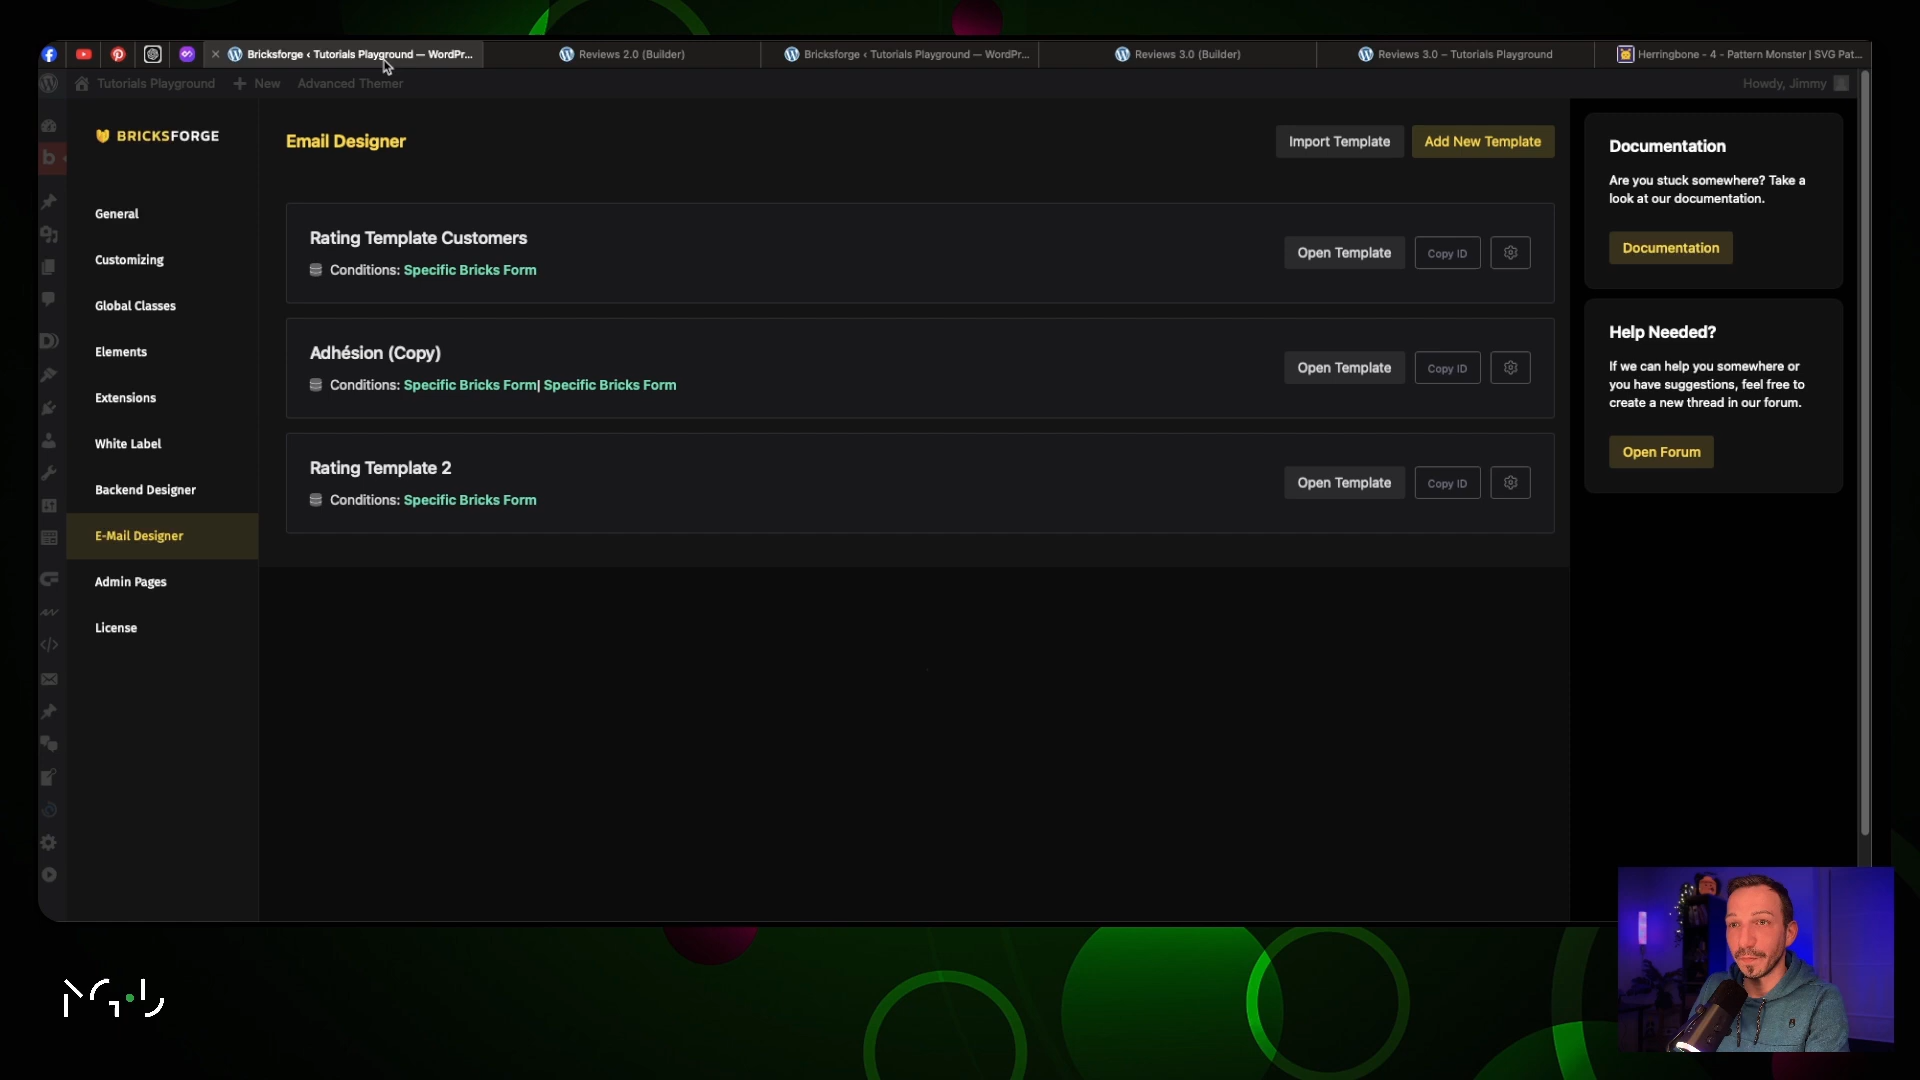 Bricksforge ‹ Tutorials Playground — WordPr...
Reviews 2.0 (Builder)
Bricksforge ‹ Tutorials Playground — WordPr...
Reviews 3.0 (Builder)
Reviews 3.0 – Tutorials Playground
Herringbone - 4 - Pattern Monster | SVG Pat...
Tutorials Playground
New
Advanced Themer
Howdy, Jimmy
BRICKSFORGE
General
Customizing
Global Classes
Elements
Extensions
White Label
Backend Designer
E-Mail Designer
Admin Pages
License
Email Designer
Import Template
Add New Template
Rating Template Customers
Conditions: Specific Bricks Form
Open Template
Copy ID
Adhésion (Copy)
Conditions: Specific Bricks Form| Specific Bricks Form
Open Template
Copy ID
Rating Template 2
Conditions: Specific Bricks Form
Open Template
Copy ID
Documentation
Are you stuck somewhere? Take a
look at our documentation.
Documentation
Help Needed?
If we can help you somewhere or
you have suggestions, feel free to
create a new thread in our forum.
Open Forum